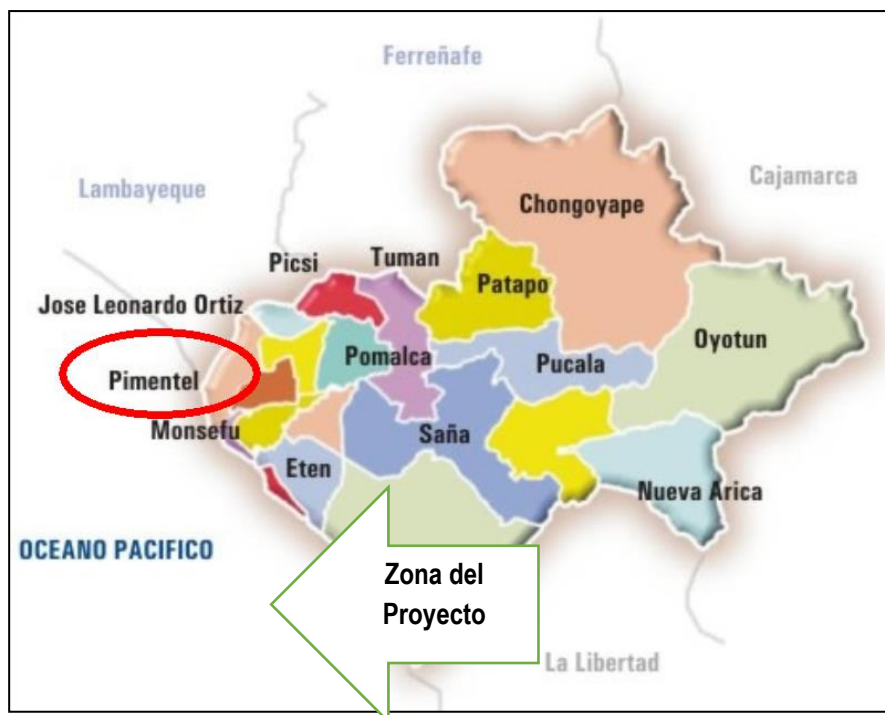 Ferreñafe
Cajamarca
Lambayeque
Chongoyape
Picsi
Tuman
Patapo
Jose Leonardo Ortiz
Oyotun
Pomalca
Pucala
Pimentel
Monsefu
Saña
Eten
Nueva Arica
OCEANO PACIFICO
Zona del
Proyecto
La Libertad